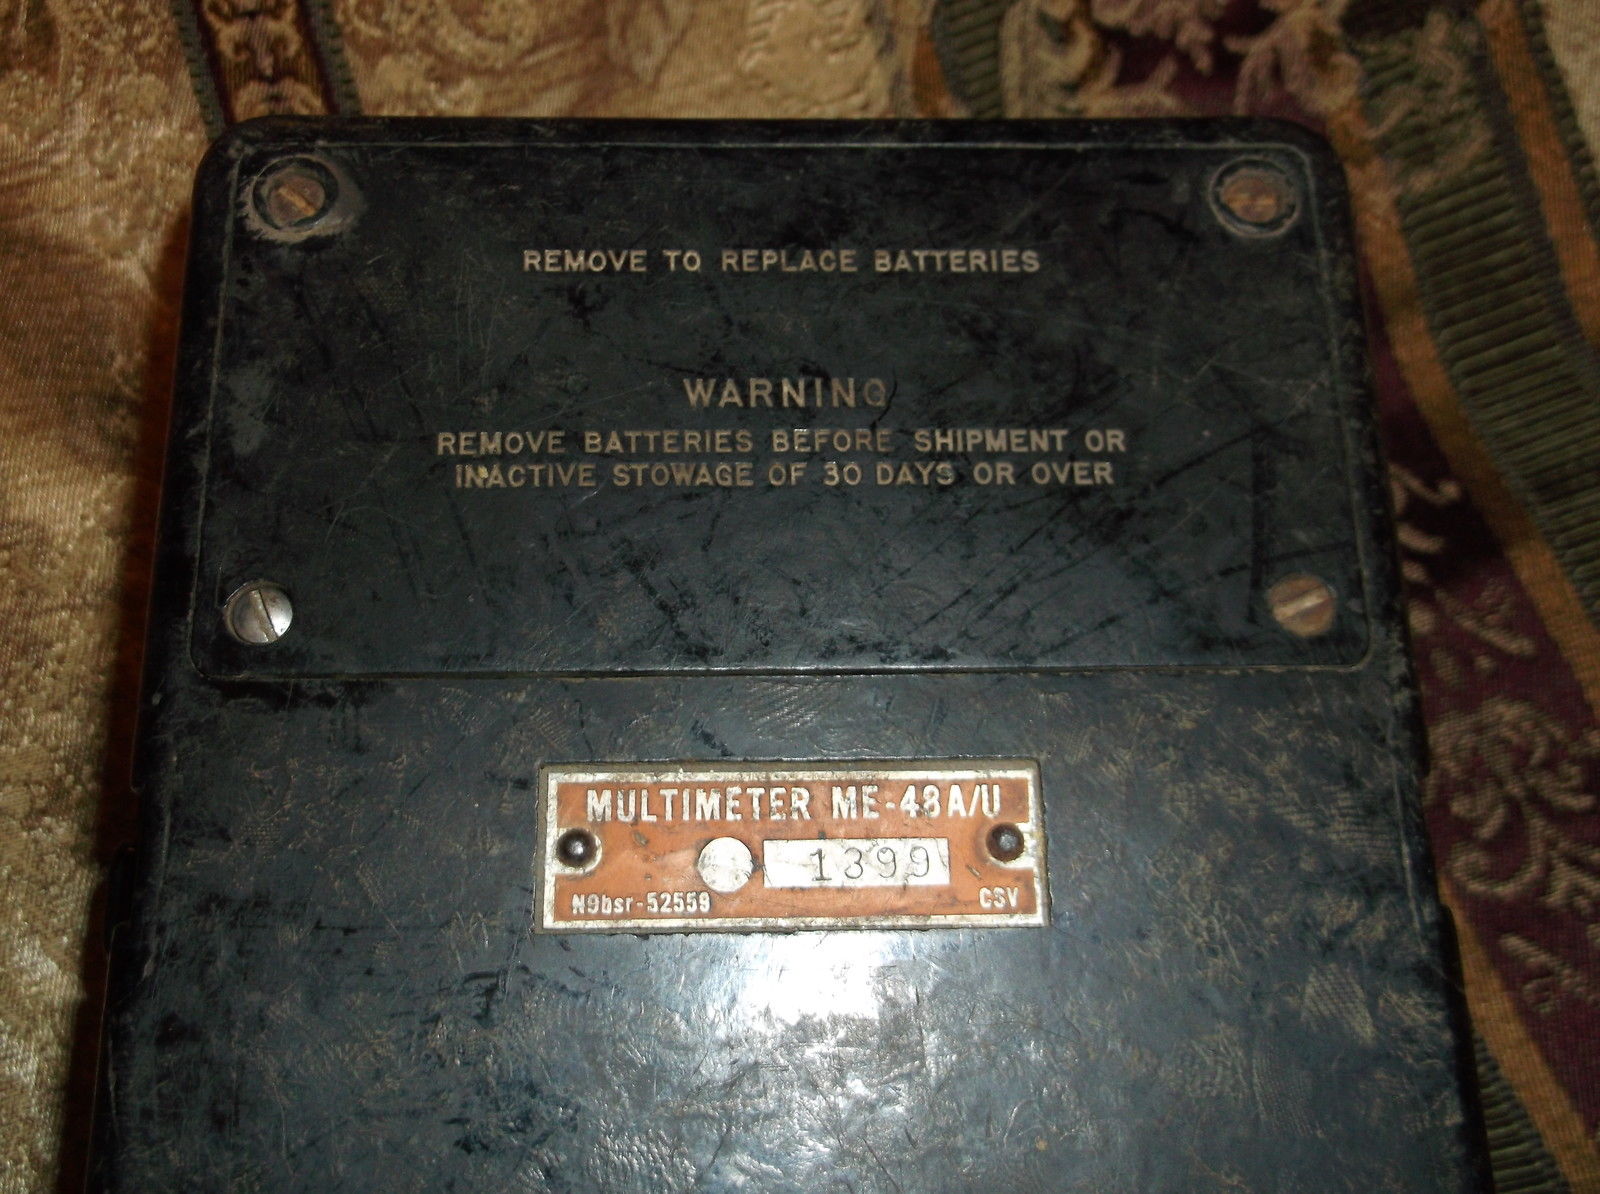 REMOVE TO REPLACE BATTERIES
WARNING
REMOVE BATTERIES BEFORE SHIPMENT OR
INACTIVE STOWAGE OF 30 DAYS OR OVER
MULTIMETER ME-48A/U
1399
N9bsr-52559 CSV